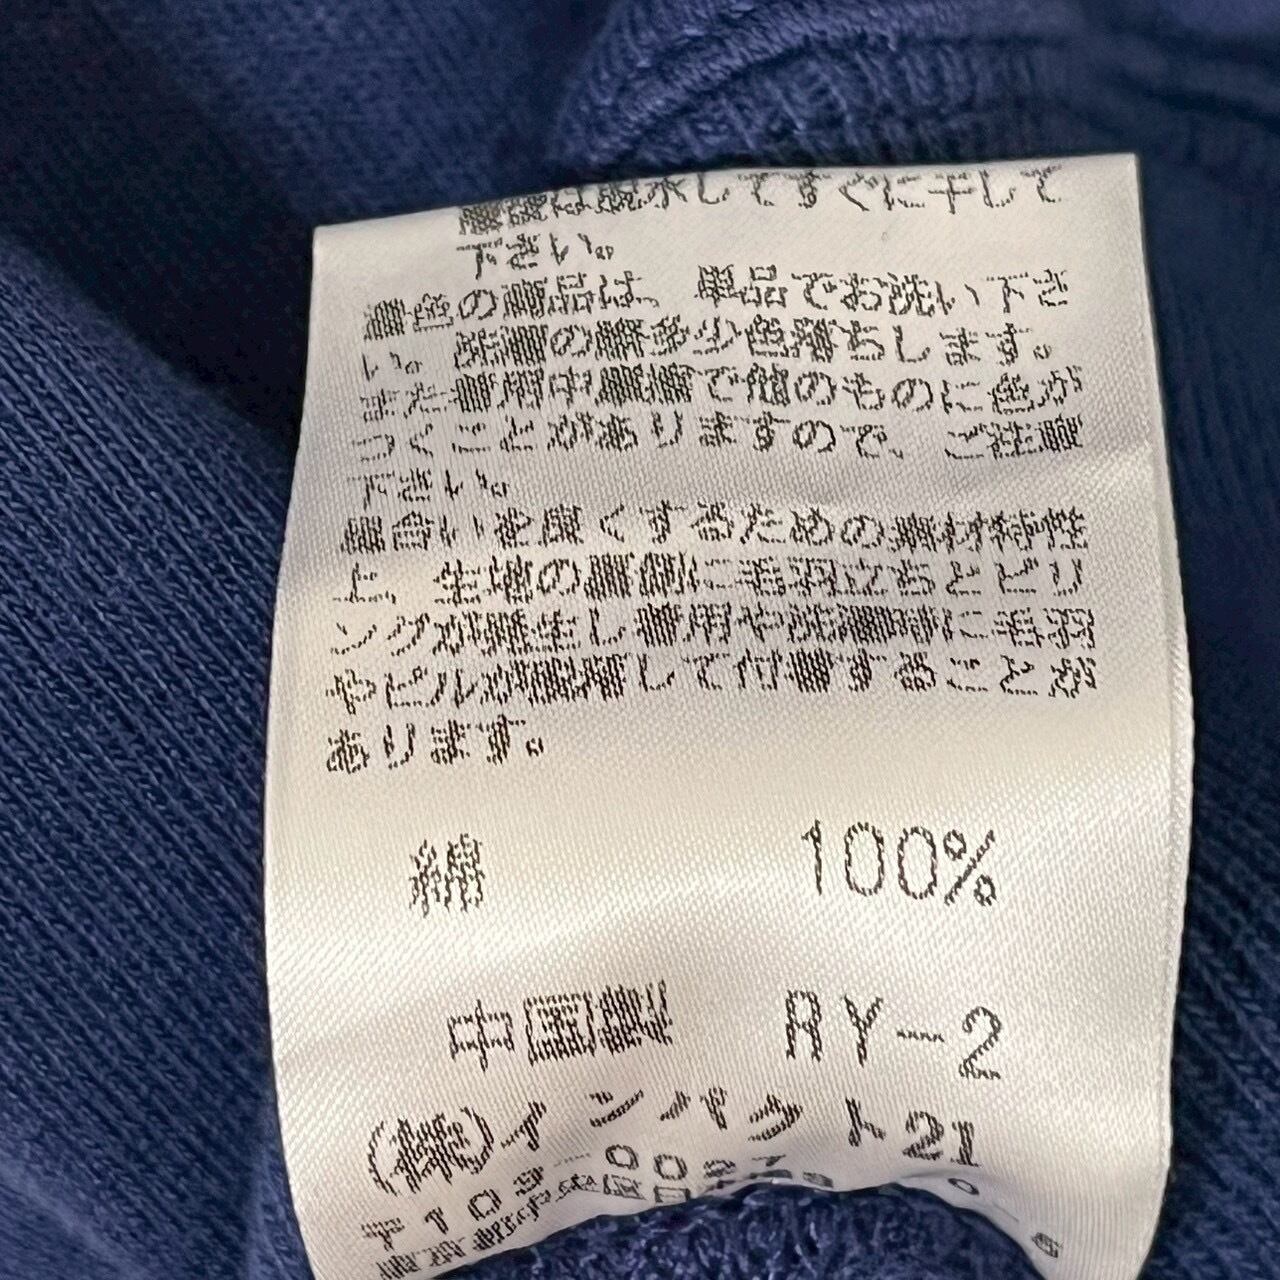 脱水してすぐに干して
下さい。
濃色の商品は、単品でお洗い下さ
い。洗濯の際多少色落ちします。
また着用中摩擦で他のものに色が
つくことがありますので、ご注意
下さい。
風合いを良くするための素材特性
上、生地の裏側に毛羽立ちとピリ
ングが発生し着用や洗濯時に毛羽
やピルが脱落して付着することが
あります。
綿 100%
中国製 RY-2
(株)インパクト21
〒109-0027